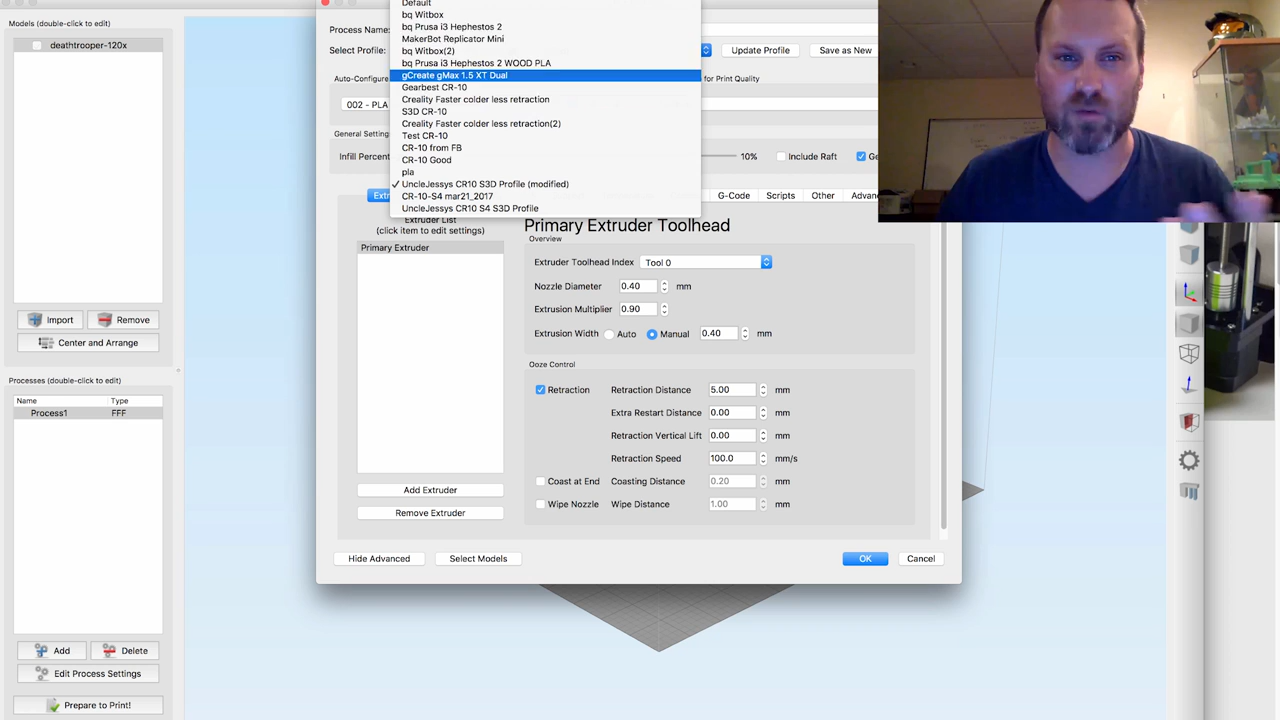 Models (double-click to edit)
deathtrooper-120x
Import
Remove
Center and Arrange
Processes (double-click to edit)
Name Type
Process1 FFF
Add
Delete
Edit Process Settings
Prepare to Print!
Process Name:
Select Profile:
Update Profile
Save as New
Auto-Configure
for Print Quality
002 - PLA
General Setting
Infill Percent
10%
Include Raft
Ge
Default
bq Witbox
bq Prusa i3 Hephestos 2
MakerBot Replicator Mini
bq Witbox(2)
bq Prusa i3 Hephestos 2 WOOD PLA
gCreate gMax 1.5 XT Dual
Gearbest CR-10
Creality Faster colder less retraction
S3D CR-10
Creality Faster colder less retraction(2)
Test CR-10
CR-10 from FB
CR-10 Good
pla
UncleJessys CR10 S3D Profile (modified)
CR-10-S4 mar21_2017
UncleJessys CR10 S4 S3D Profile
Extr
G-Code
Scripts
Other
Advan
Extruder List
(click item to edit settings)
Primary Extruder
Add Extruder
Remove Extruder
Primary Extruder Toolhead
Overview
Extruder Toolhead Index Tool 0
Nozzle Diameter 0.40 mm
Extrusion Multiplier 0.90
Extrusion Width Auto Manual 0.40 mm
Ooze Control
Retraction Retraction Distance 5.00 mm
Extra Restart Distance 0.00 mm
Retraction Vertical Lift 0.00 mm
Retraction Speed 100.0 mm/s
Coast at End Coasting Distance 0.20 mm
Wipe Nozzle Wipe Distance 1.00 mm
Hide Advanced
Select Models
OK
Cancel